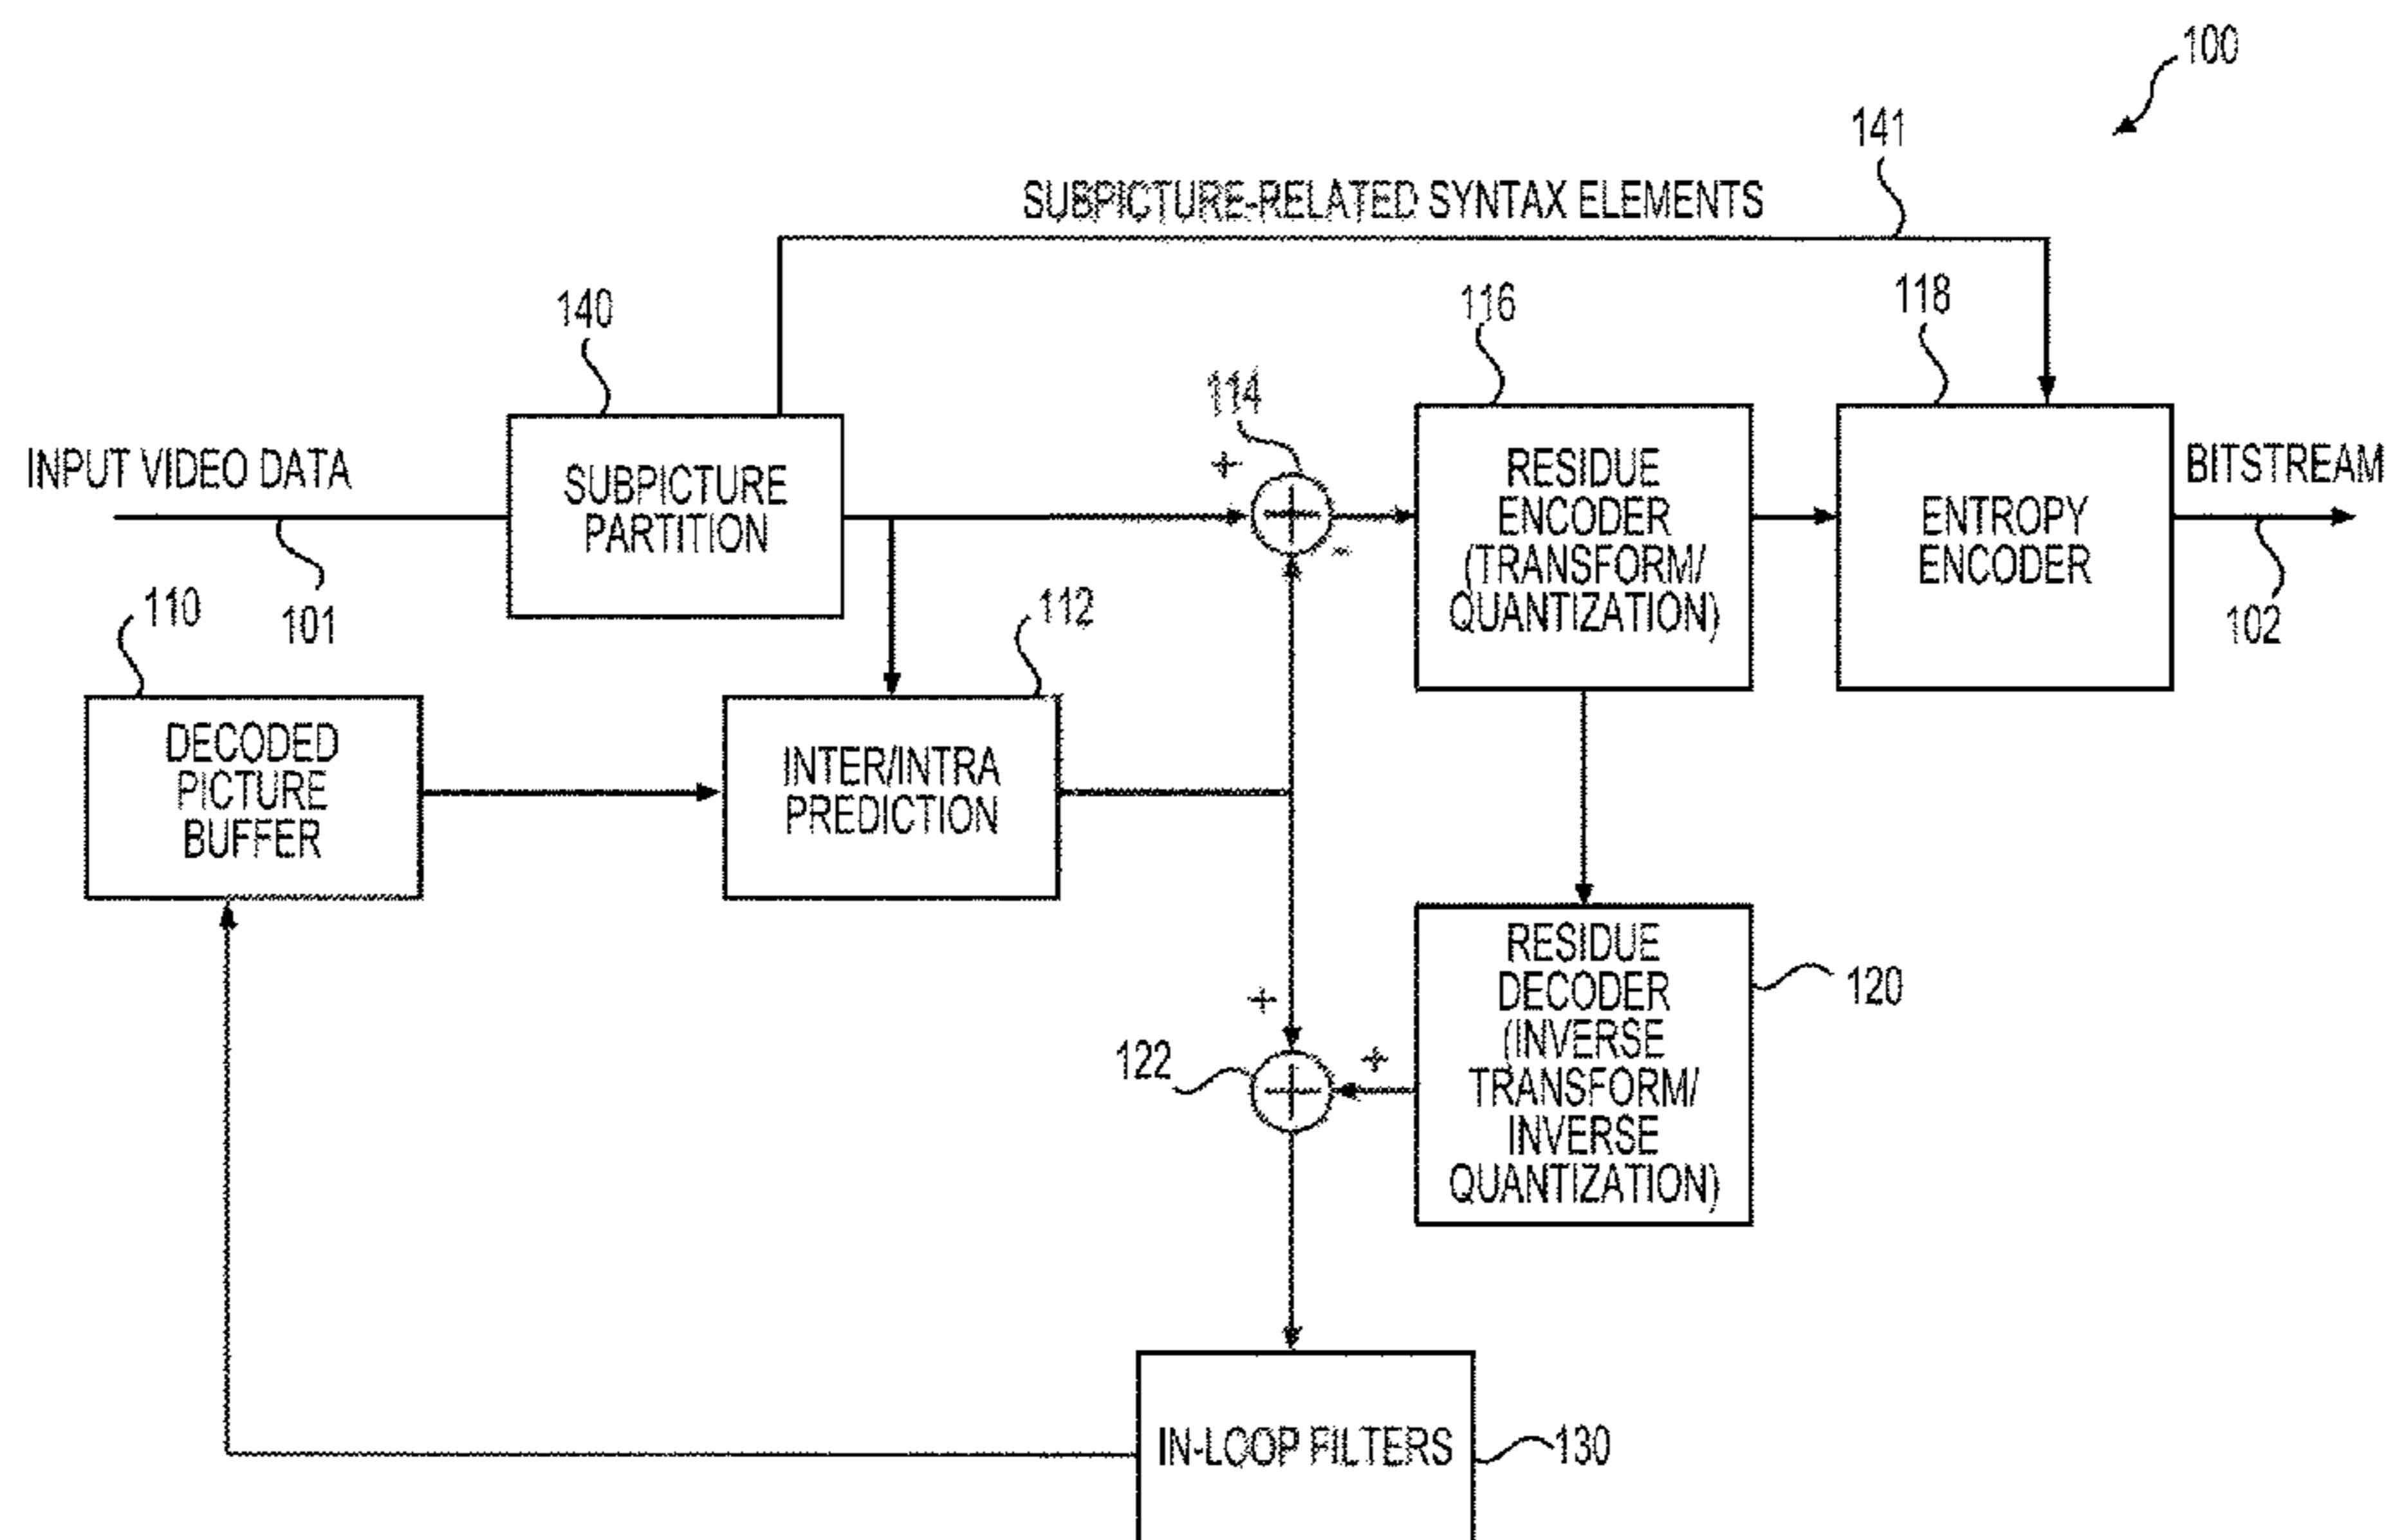 100
141
SUBPICTURE-RELATED SYNTAX ELEMENTS
140
116
118
114
+
INPUT VIDEO DATA
SUBPICTURE
PARTITION
-
RESIDUE
ENCODER
(TRANSFORM/
QUANTIZATION)
ENTROPY
ENCODER
BITSTREAM
101
102
110
112
DECODED
PICTURE
BUFFER
INTER/INTRA
PREDICTION
RESIDUE
DECODER
(INVERSE
TRANSFORM/
INVERSE
QUANTIZATION)
120
+
122
+
IN-LOOP FILTERS
130